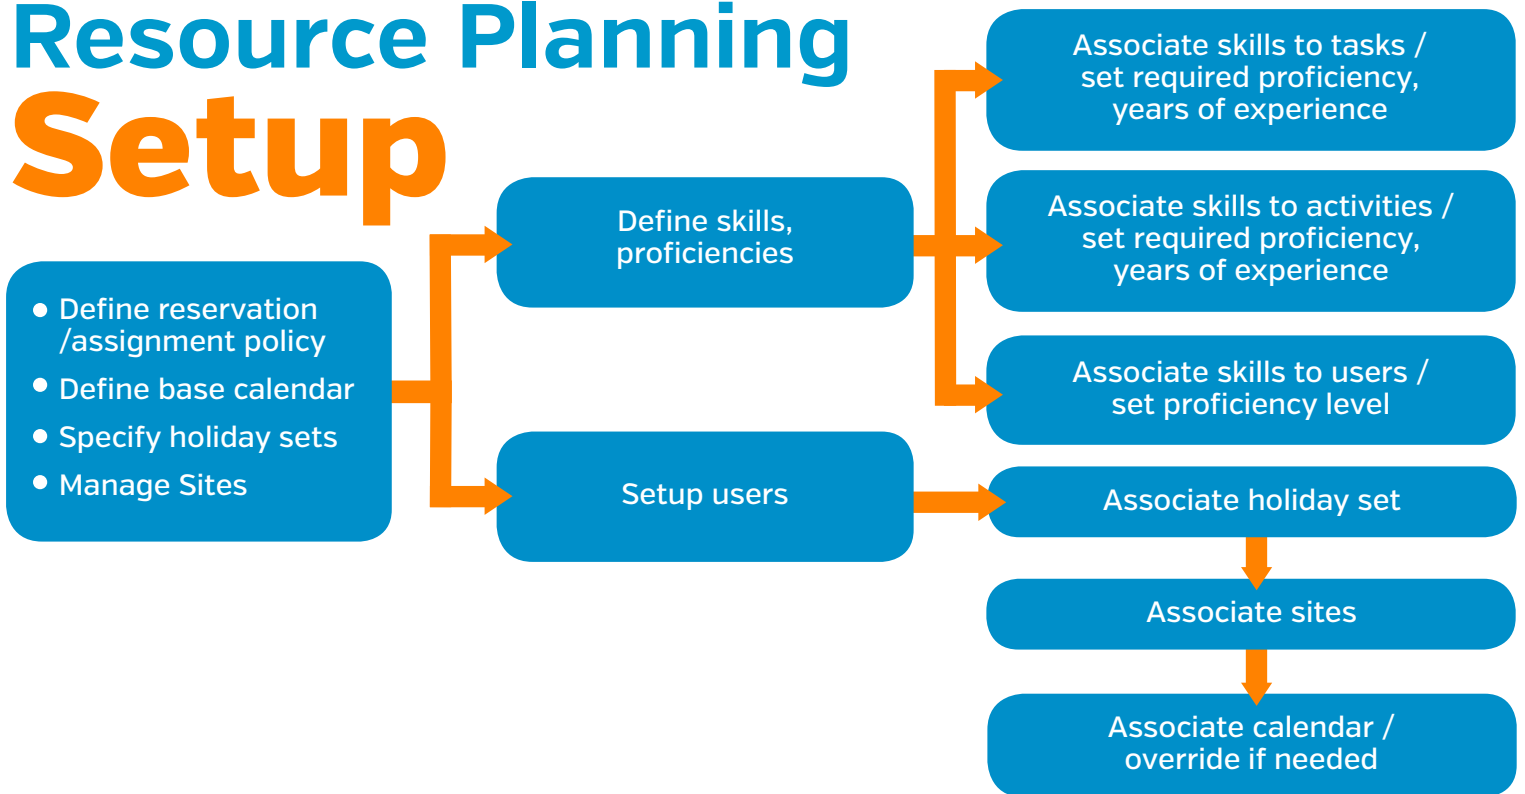 Resource Planning
Setup
• Define reservation
/assignment policy
• Define base calendar
• Specify holiday sets
• Manage Sites
Define skills,
proficiencies
Setup users
Associate skills to tasks /
set required proficiency,
years of experience
Associate skills to activities /
set required proficiency,
years of experience
Associate skills to users /
set proficiency level
Associate holiday set
Associate sites
Associate calendar /
override if needed